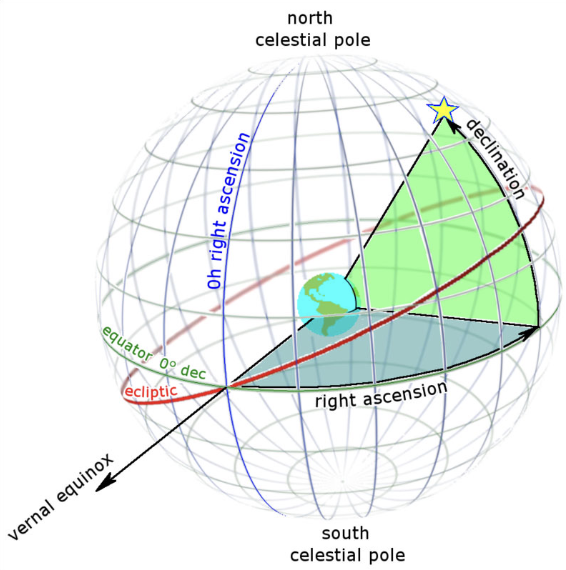 north
celestial pole
declination
0h right ascension
equator 0° dec
ecliptic
right ascension
vernal equinox
south
celestial pole